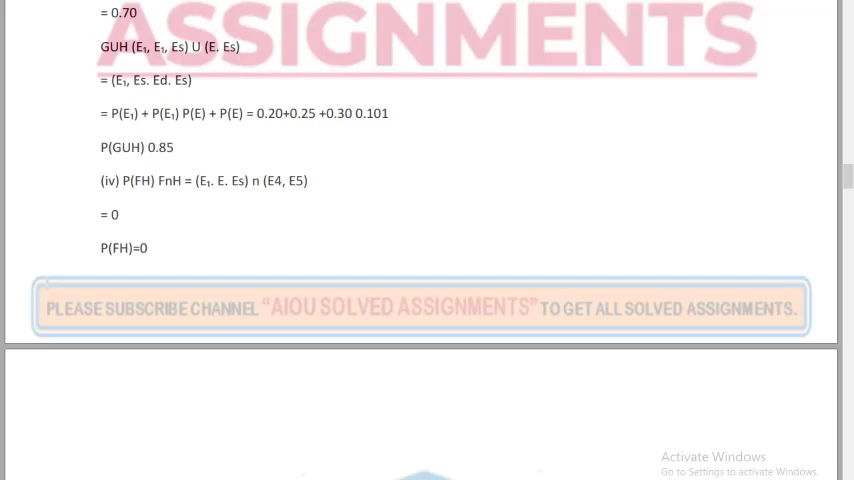 ASSIGNMENTS
= 0.70
GUH (E₁, E₁, Es) U (E. Es)
= (E₁, Es. Ed. Es)
= P(E₁) + P(E₁) P(E) + P(E) = 0.20+0.25 +0.30 0.101
P(GUH) 0.85
(iv) P(FH) FnH = (E₁. E. Es) n (E4, E5)
= 0
P(FH)=0
PLEASE SUBSCRIBE CHANNEL “AIOU SOLVED ASSIGNMENTS” TO GET ALL SOLVED ASSIGNMENTS.
Activate Windows
Go to Settings to activate Windows.